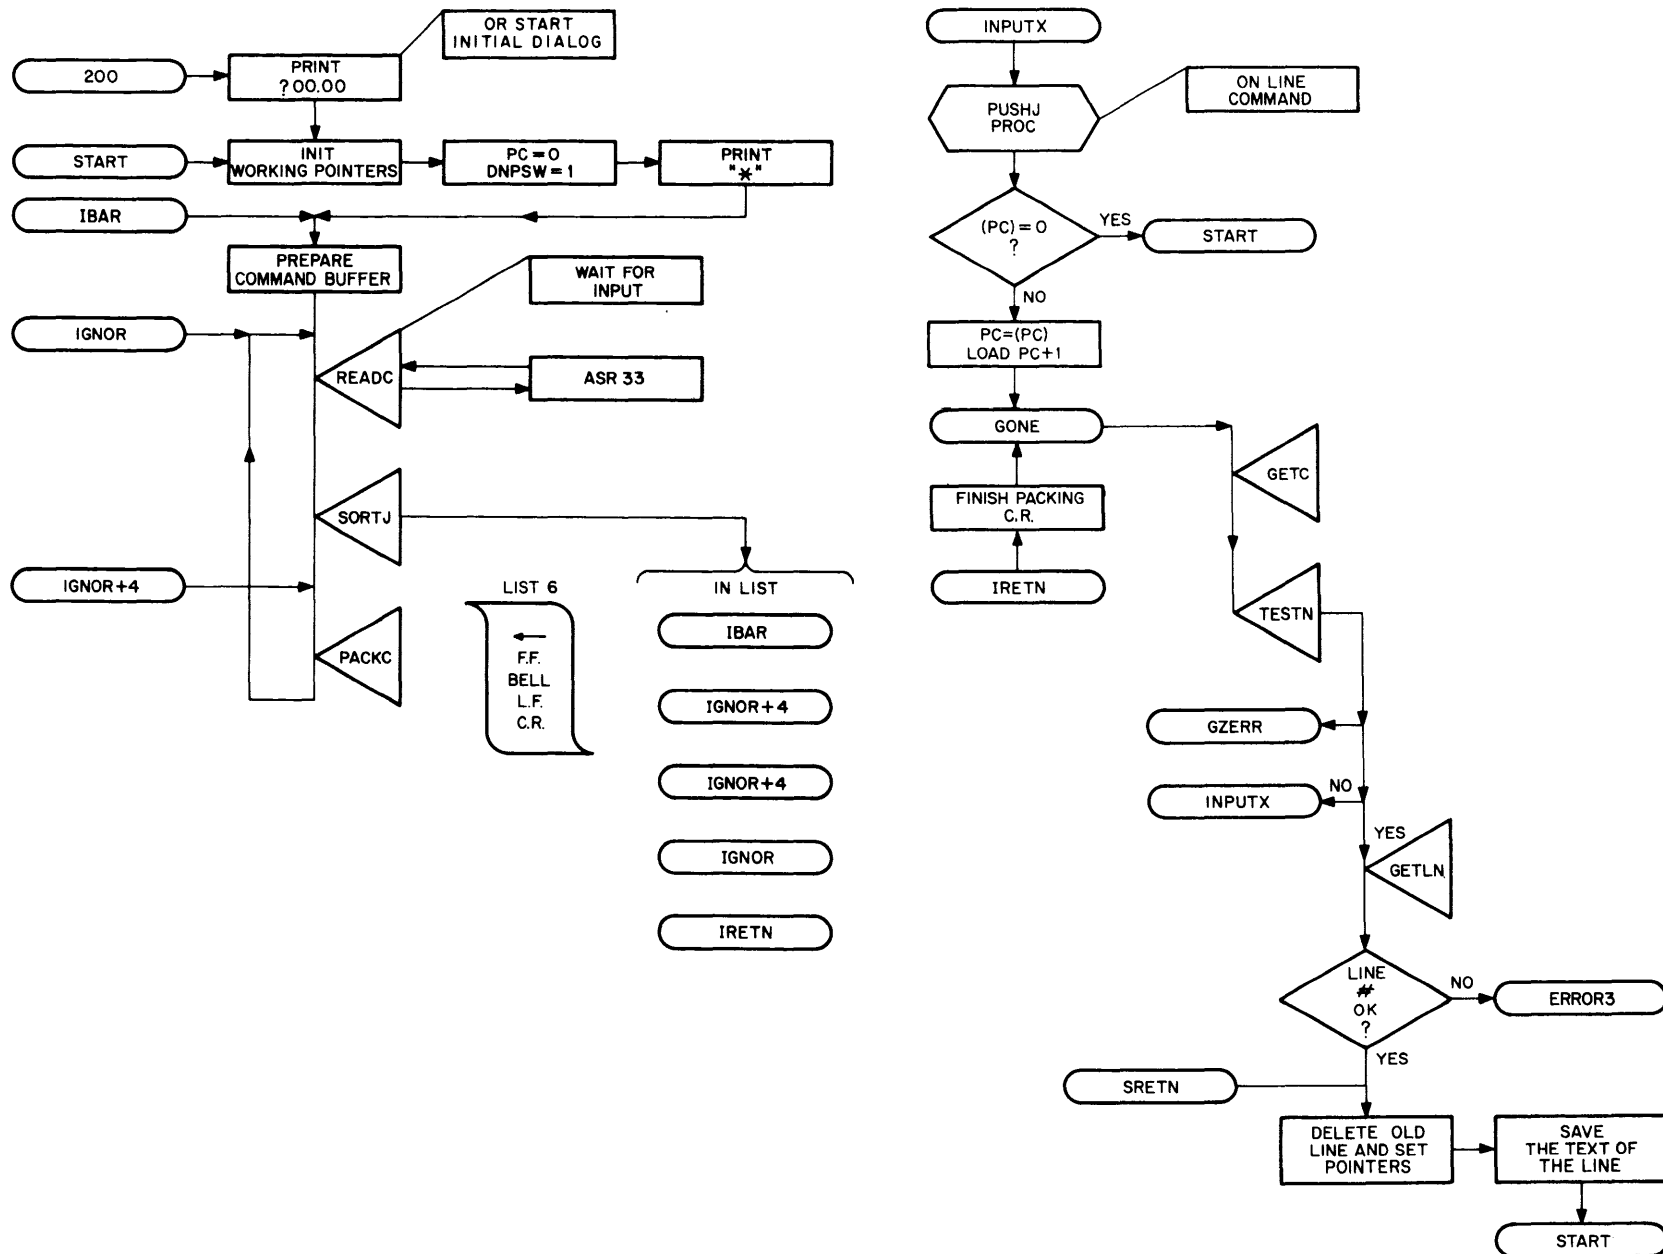 OR START
INITIAL DIALOG
200
PRINT
?00.00
START
INIT
WORKING POINTERS
PC=0
DNPSW=1
PRINT
"*"
IBAR
PREPARE
COMMAND BUFFER
WAIT FOR
INPUT
IGNOR
READC
ASR 33
SORTJ
IGNOR+4
PACKC
LIST 6
←
F.F.
BELL
L.F.
C.R.
IN LIST
IBAR
IGNOR+4
IGNOR+4
IGNOR
IRETN
INPUTX
PUSHJ
PROC
ON LINE
COMMAND
(PC)=0
?
YES
START
NO
PC=(PC)
LOAD PC+1
GONE
FINISH PACKING
C.R.
IRETN
GETC
TESTN
GZERR
NO
INPUTX
YES
GETLN
LINE
#
OK
?
NO
ERROR3
YES
SRETN
DELETE OLD
LINE AND SET
POINTERS
SAVE
THE TEXT OF
THE LINE
START